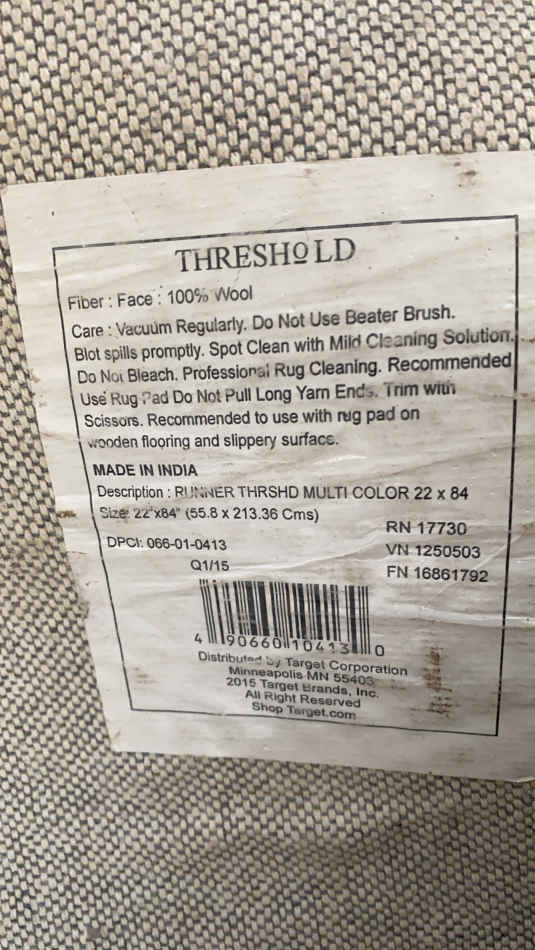 THRESHOLD
Fiber : Face : 100% Wool
Care : Vacuum Regularly. Do Not Use Beater Brush.
Blot spills promptly. Spot Clean with Mild Cleaning Solution.
Do Not Bleach. Professional Rug Cleaning. Recommended
Use Rug Pad Do Not Pull Long Yarn Ends. Trim with
Scissors. Recommended to use with rug pad on
wooden flooring and slippery surface.
MADE IN INDIA
Description : RUNNER THRSHD MULTI COLOR 22 x 84
Size: 22"x84" (55.8 x 213.36 Cms)
RN 17730
DPCI: 066-01-0413
VN 1250503
Q1/15
FN 16861792
4 90660 10413 0
Distributed by Target Corporation
Minneapolis MN 55403
2015 Target Brands, Inc.
All Right Reserved
Shop Target.com